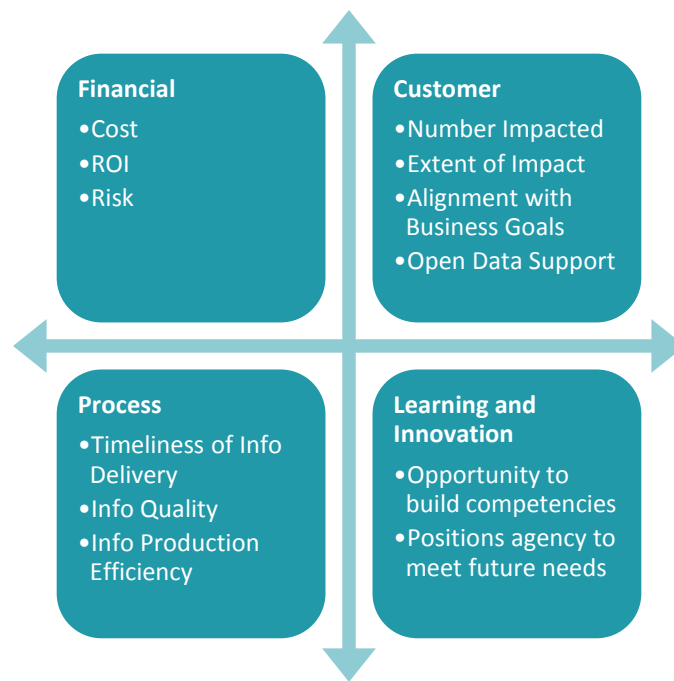 Financial
•Cost
•ROI
•Risk
Customer
•Number Impacted
•Extent of Impact
•Alignment with
Business Goals
•Open Data Support
Process
•Timeliness of Info
Delivery
•Info Quality
•Info Production
Efficiency
Learning and
Innovation
•Opportunity to
build competencies
•Positions agency to
meet future needs